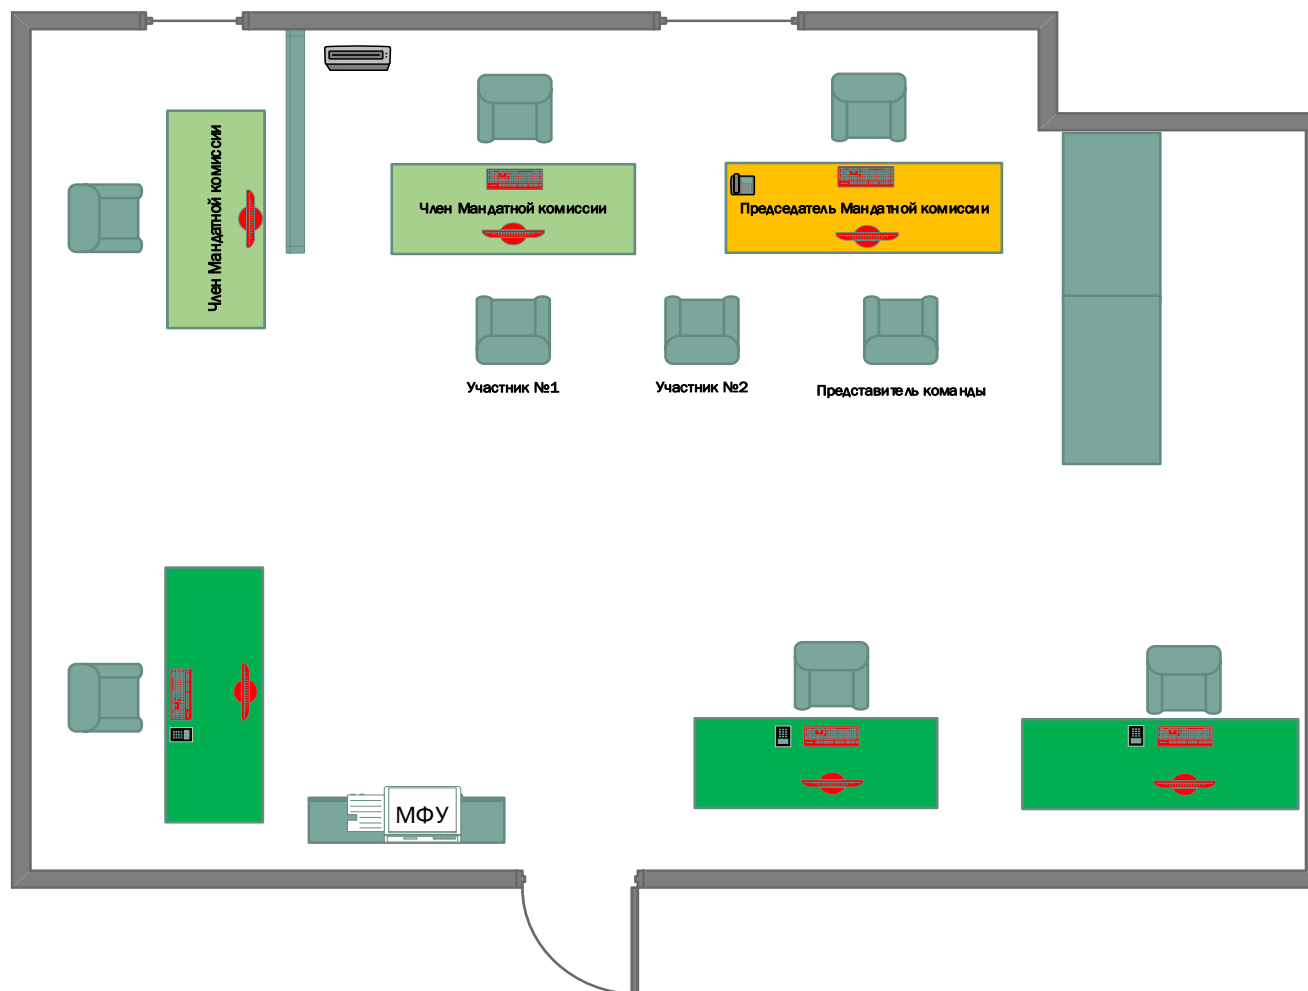 Член Мандатной комиссии
Член Мандатной комиссии
Председатель Мандатной комиссии
Участник №1
Участник №2
Представитель команды
МФУ